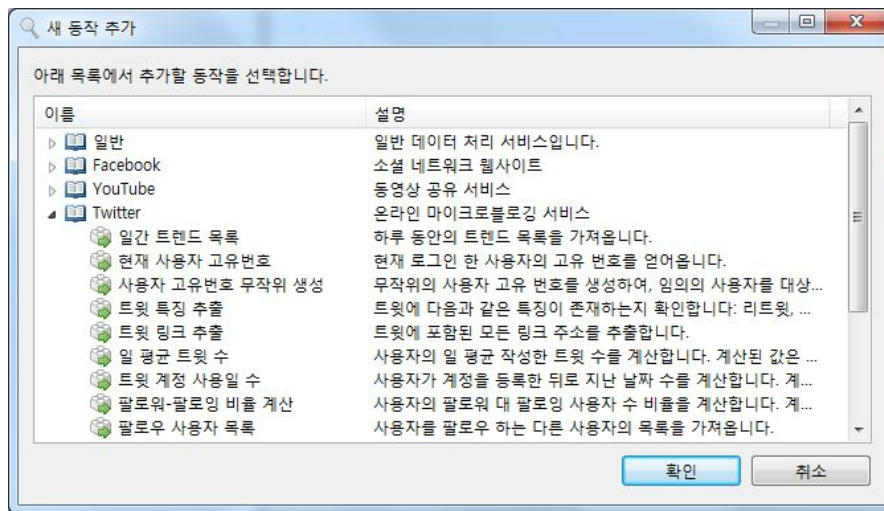 새 동작 추가
아래 목록에서 추가할 동작을 선택합니다.
이름 설명
일반 일반 데이터 처리 서비스입니다.
Facebook 소셜 네트워크 웹사이트
YouTube 동영상 공유 서비스
Twitter 온라인 마이크로블로깅 서비스
일간 트렌드 목록 하루 동안의 트렌드 목록을 가져옵니다.
현재 사용자 고유번호 현재 로그인 한 사용자의 고유 번호를 얻어옵니다.
사용자 고유번호 무작위 생성 무작위의 사용자 고유 번호를 생성하여, 임의의 사용자를 대상...
트윗 특징 추출 트윗에 다음과 같은 특징이 존재하는지 확인합니다: 리트윗, ...
트윗 링크 추출 트윗에 포함된 모든 링크 주소를 추출합니다.
일 평균 트윗 수 사용자의 일 평균 작성한 트윗 수를 계산합니다. 계산된 값은 ...
트윗 계정 사용일 수 사용자가 계정을 등록한 뒤로 지난 날짜 수를 계산합니다. 계...
팔로워-팔로잉 비율 계산 사용자의 팔로워 대 팔로잉 사용자 수 비율을 계산합니다. 계...
팔로우 사용자 목록 사용자를 팔로우 하는 다른 사용자의 목록을 가져옵니다.
확인 취소